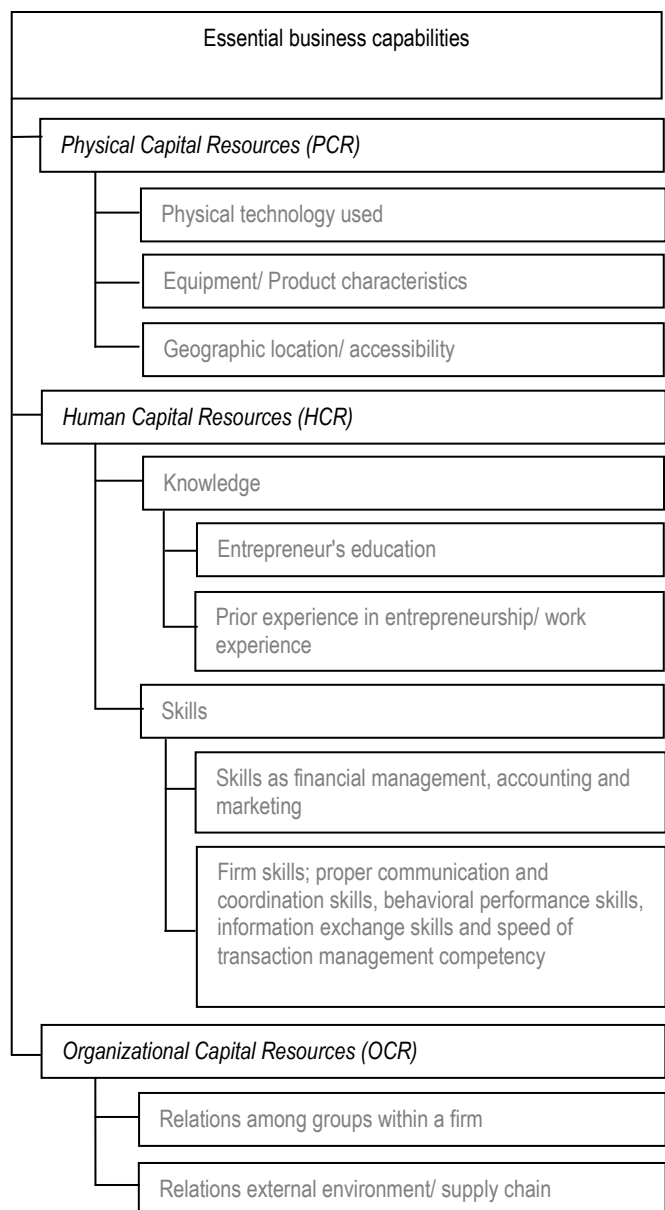 Essential business capabilities
Physical Capital Resources (PCR)
Physical technology used
Equipment/ Product characteristics
Geographic location/ accessibility
Human Capital Resources (HCR)
Knowledge
Entrepreneur's education
Prior experience in entrepreneurship/ work
experience
Skills
Skills as financial management, accounting and
marketing
Firm skills; proper communication and
coordination skills, behavioral performance skills,
information exchange skills and speed of
transaction management competency
Organizational Capital Resources (OCR)
Relations among groups within a firm
Relations external environment/ supply chain